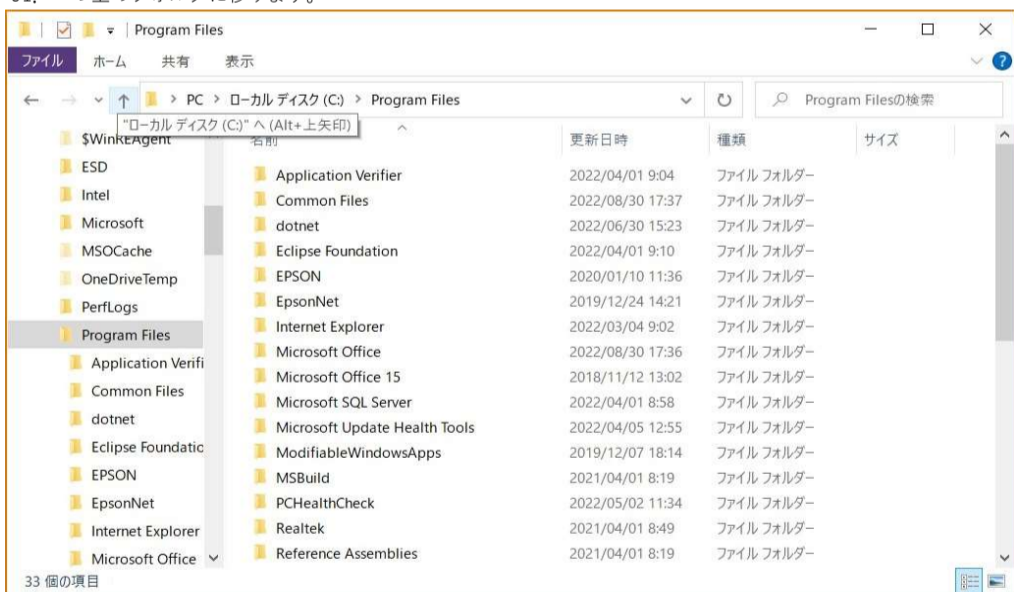 Program Files
ファイル ホーム 共有 表示
PC > ローカル ディスク (C:) > Program Files
Program Filesの検索
"ローカル ディスク (C:)" へ (Alt+上矢印)
$WinREAgent
ESD
Intel
Microsoft
MSOCache
OneDriveTemp
PerfLogs
Program Files
Application Verifi
Common Files
dotnet
Eclipse Foundatio
EPSON
EpsonNet
Internet Explorer
Microsoft Office
名前 更新日時 種類 サイズ
Application Verifier 2022/04/01 9:04 ファイル フォルダー
Common Files 2022/08/30 17:37 ファイル フォルダー
dotnet 2022/06/30 15:23 ファイル フォルダー
Eclipse Foundation 2022/04/01 9:10 ファイル フォルダー
EPSON 2020/01/10 11:36 ファイル フォルダー
EpsonNet 2019/12/24 14:21 ファイル フォルダー
Internet Explorer 2022/03/04 9:02 ファイル フォルダー
Microsoft Office 2022/08/30 17:36 ファイル フォルダー
Microsoft Office 15 2018/11/12 13:02 ファイル フォルダー
Microsoft SQL Server 2022/04/01 8:58 ファイル フォルダー
Microsoft Update Health Tools 2022/04/05 12:55 ファイル フォルダー
ModifiableWindowsApps 2019/12/07 18:14 ファイル フォルダー
MSBuild 2021/04/01 8:19 ファイル フォルダー
PCHealthCheck 2022/05/02 11:34 ファイル フォルダー
Realtek 2021/04/01 8:49 ファイル フォルダー
Reference Assemblies 2021/04/01 8:19 ファイル フォルダー
33 個の項目